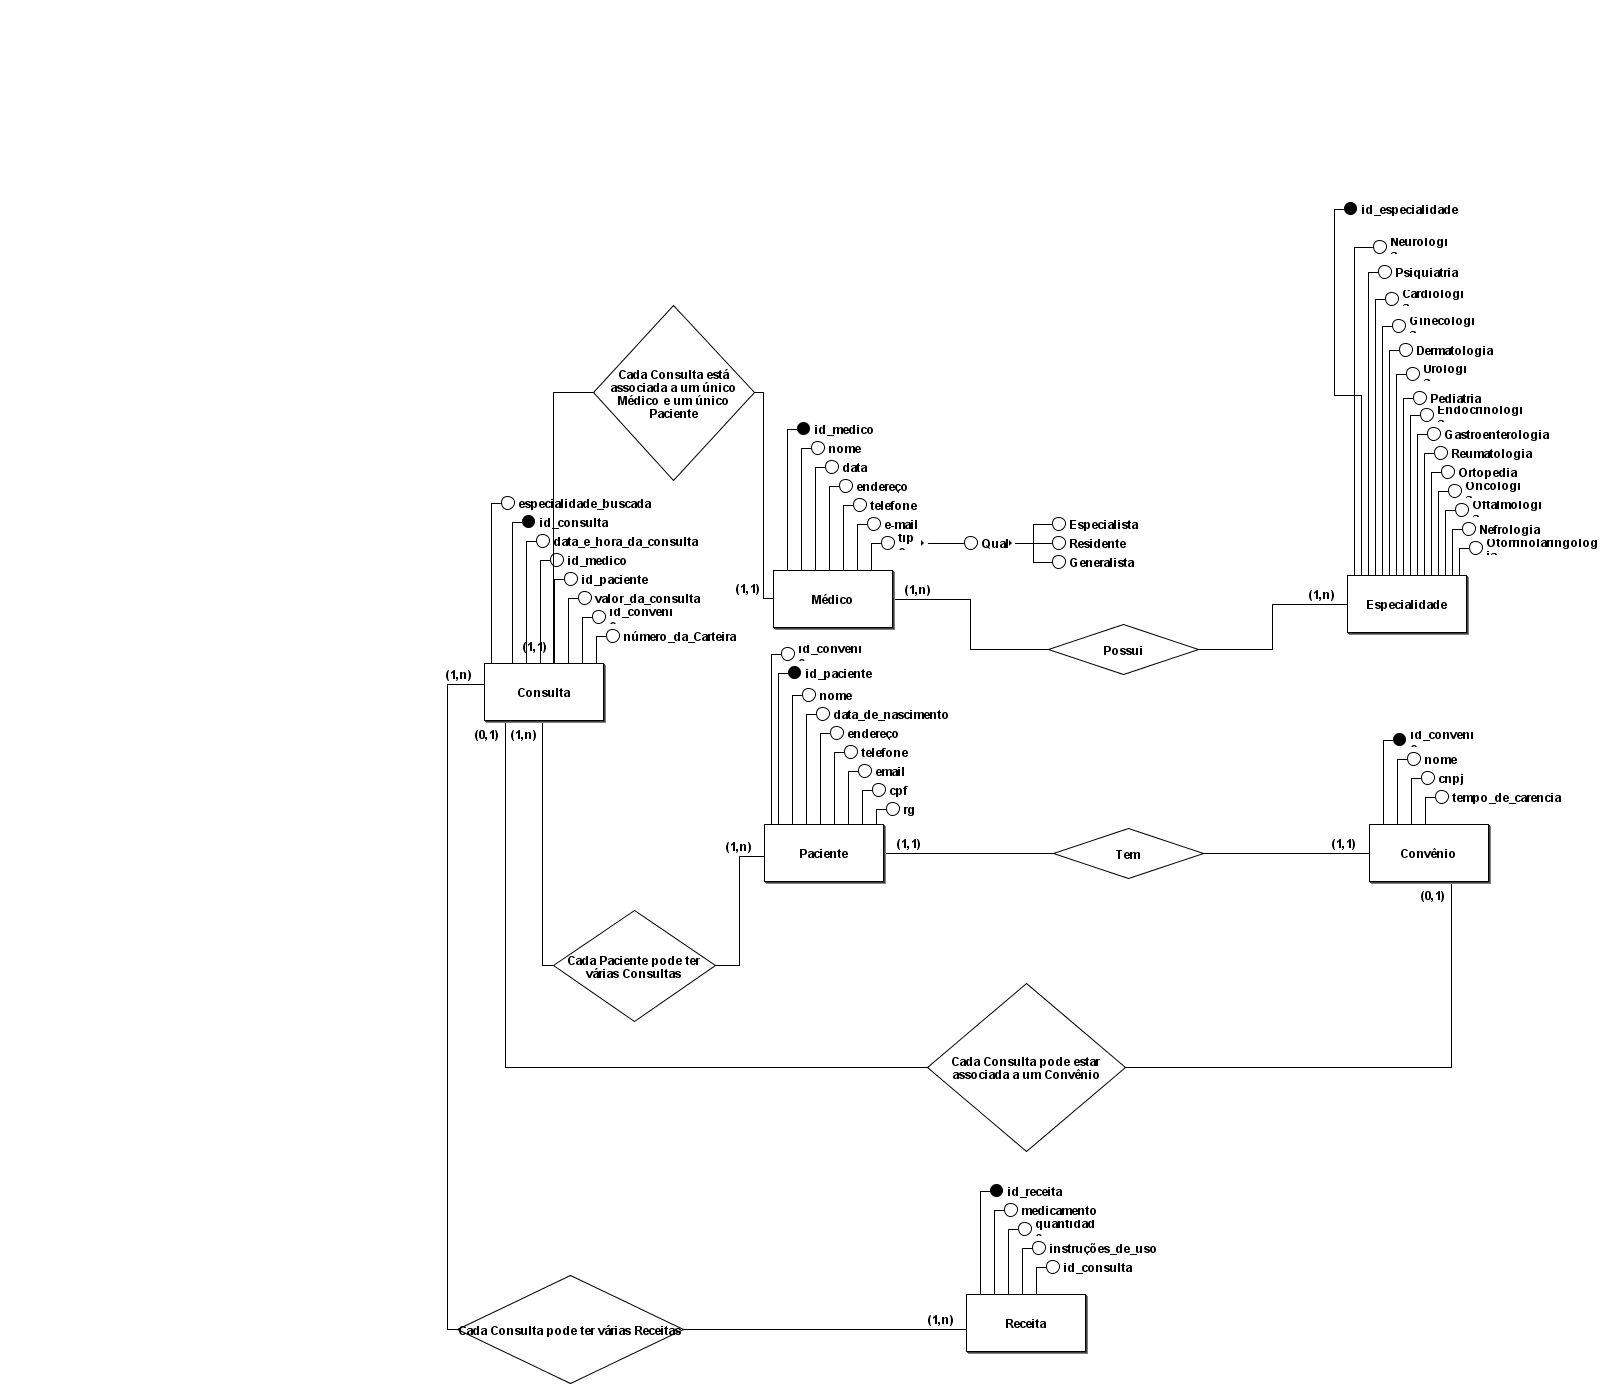 id_especialidade
Neurologi
Psiquiatria
Cardiologi
Ginecologi
Dermatologia
Urologi
Pediatria
Endocrinologi
Gastroenterologia
Reumatologia
Ortopedia
Oncologi
Oftalmologi
Nefrologia
Otorrinolaringolog
ia
(1,n)
Especialidade
Cada Consulta está
associada a um único
Médico e um único
Paciente
id_medico
nome
data
endereço
telefone
e-mail
tip
o
Qual
Especialista
Residente
Generalista
(1,1)
Médico
(1,n)
Possui
especialidade_buscada
id_consulta
data_e_hora_da_consulta
id_medico
id_paciente
valor_da_consulta
id_conveni
número_da_Carteira
(1,1)
(1,n)
Consulta
(0,1)
(1,n)
id_conveni
id_paciente
nome
data_de_nascimento
endereço
telefone
email
cpf
rg
(1,n)
Paciente
(1,1)
Tem
(1,1)
id_conveni
nome
cnpj
tempo_de_carencia
Convênio
(0,1)
Cada Paciente pode ter
várias Consultas
Cada Consulta pode estar
associada a um Convênio
id_receita
medicamento
quantidad
instruções_de_uso
id_consulta
(1,n)
Receita
Cada Consulta pode ter várias Receitas